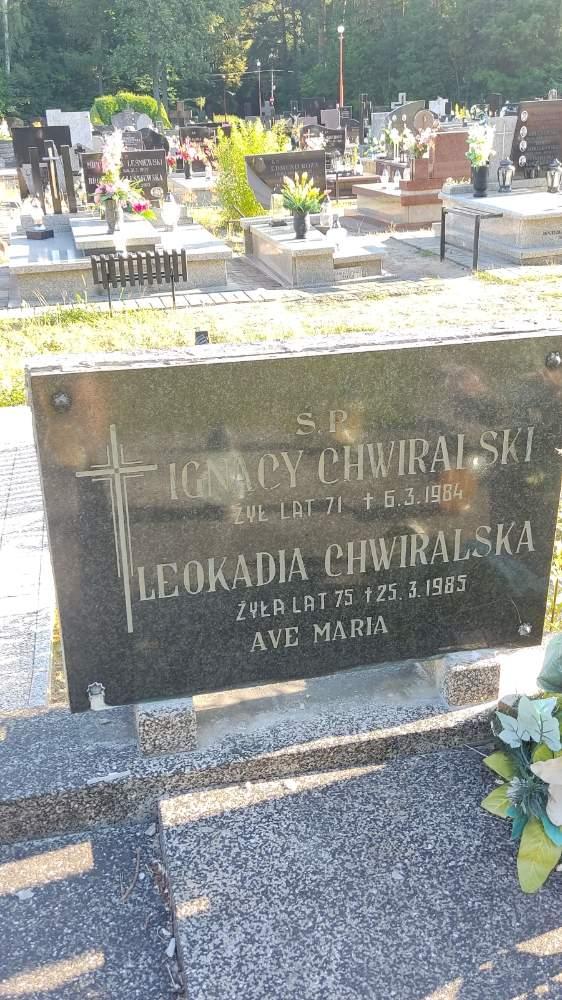 Ś.P.
IGNACY CHWIRALSKI
ŻYŁ LAT 71 † 6.3.1984
LEOKADIA CHWIRALSKA
ŻYŁA LAT 75 † 25.3.1985
AVE MARIA